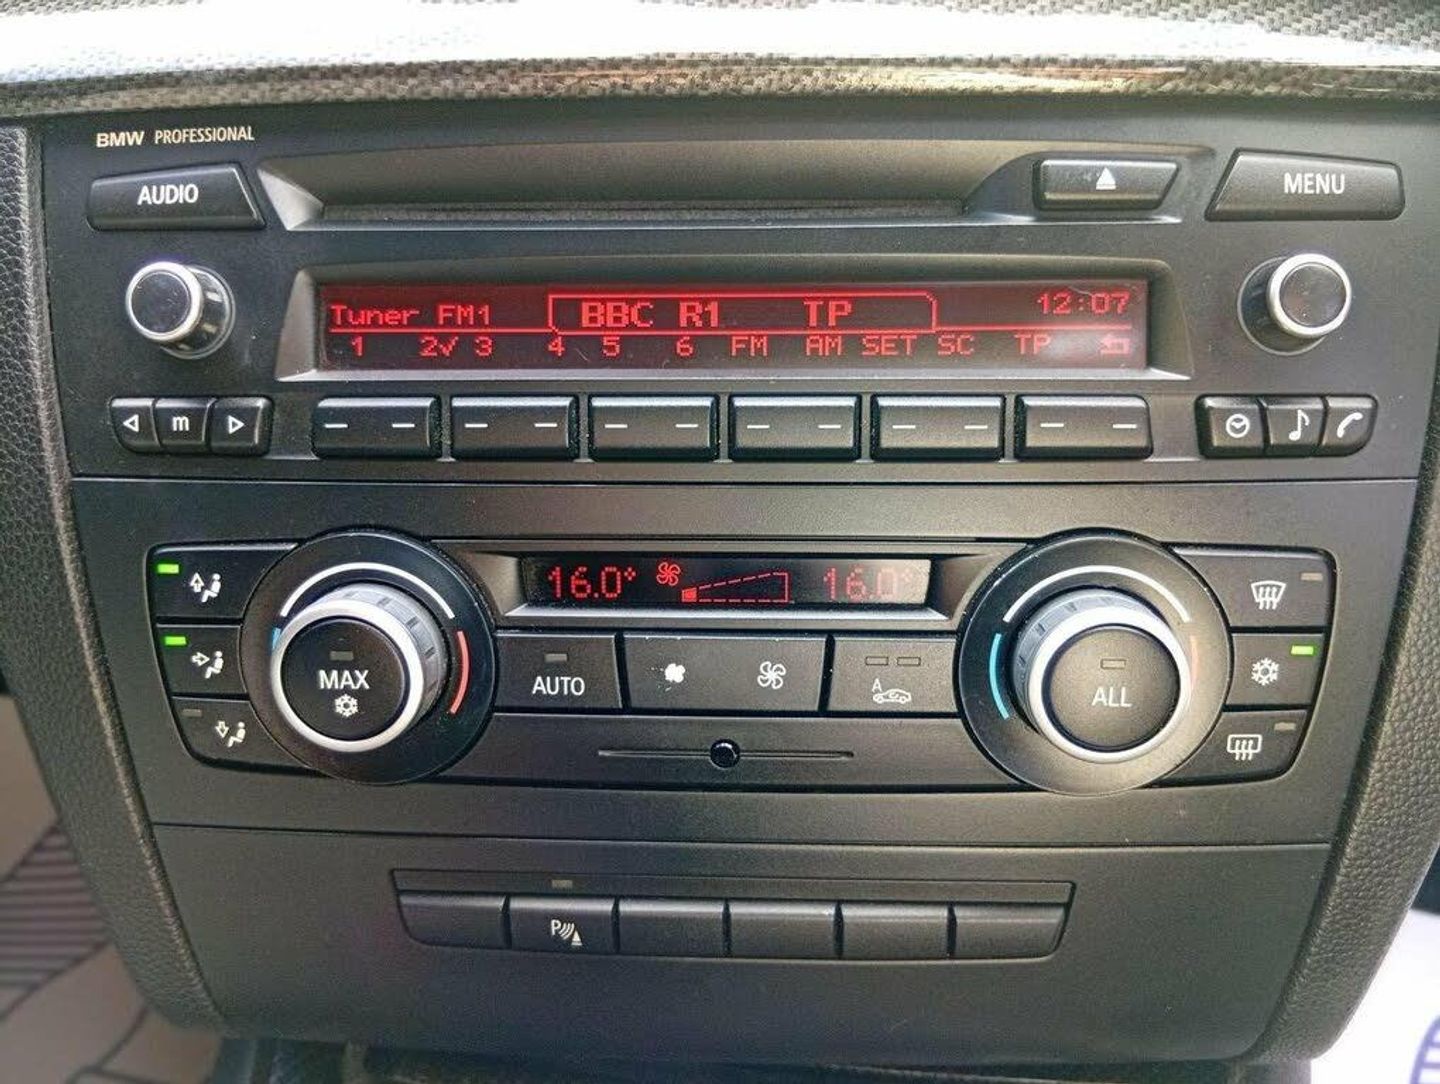 BMW PROFESSIONAL
AUDIO
MENU
Tuner FM1 BBC R1 TP 12:07
1 2✓ 3 4 5 6 FM AM SET SC TP
m
16.0° 16.0°
MAX
AUTO
A
ALL
P